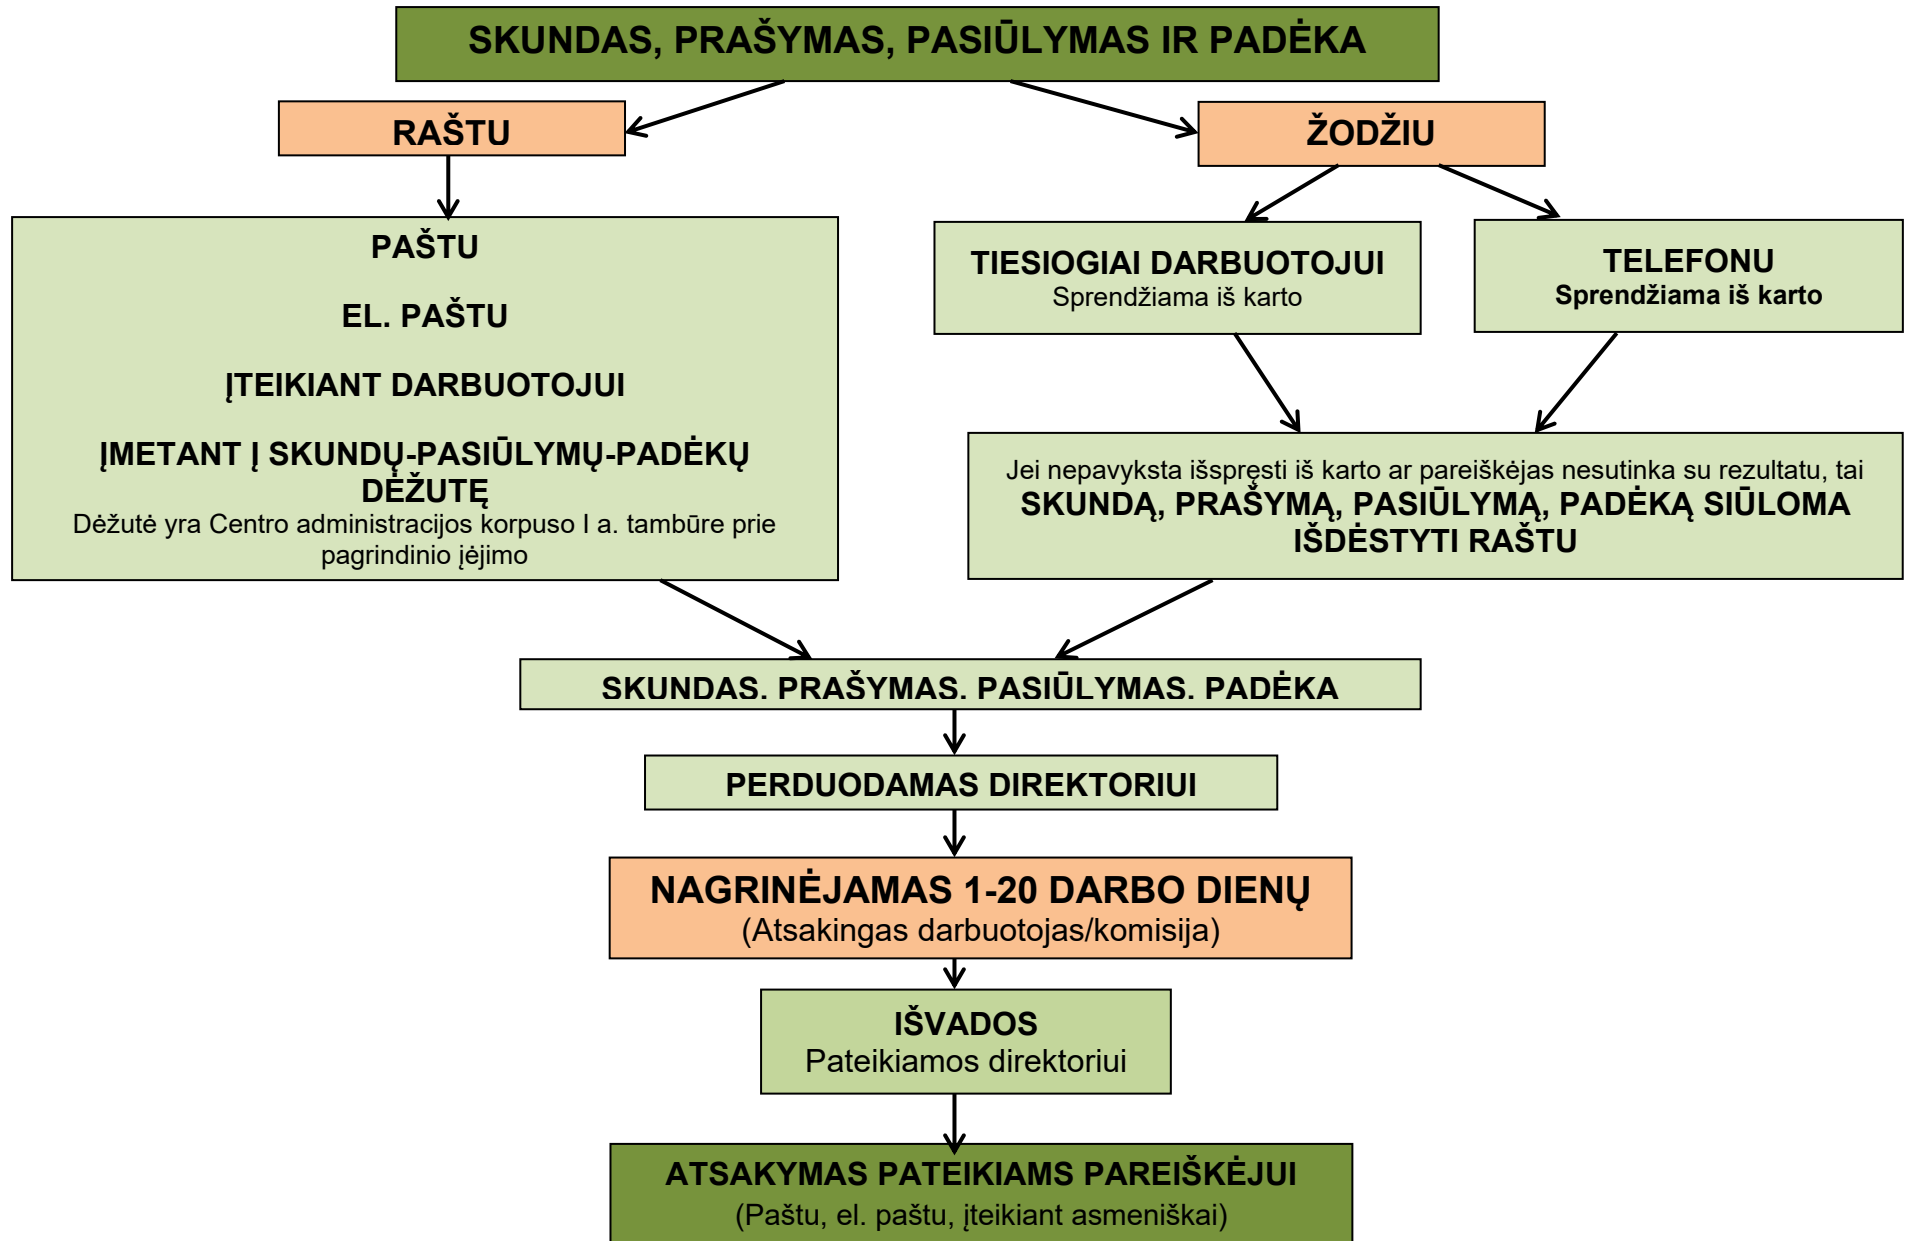 SKUNDAS, PRAŠYMAS, PASIŪLYMAS IR PADĖKA
RAŠTU
ŽODŽIU
PAŠTU
EL. PAŠTU
ĮTEIKIANT DARBUOTOJUI
ĮMETANT Į SKUNDŲ-PASIŪLYMŲ-PADĖKŲ
DĖŽUTĘ
Dėžutė yra Centro administracijos korpuso I a. tambūre prie
pagrindinio įėjimo
TIESIOGIAI DARBUOTOJUI
Sprendžiama iš karto
TELEFONU
Sprendžiama iš karto
Jei nepavyksta išspręsti iš karto ar pareiškėjas nesutinka su rezultatu, tai
SKUNDĄ, PRAŠYMĄ, PASIŪLYMĄ, PADĖKĄ SIŪLOMA
IŠDĖSTYTI RAŠTU
SKUNDAS. PRAŠYMAS. PASIŪLYMAS. PADĖKA
PERDUODAMAS DIREKTORIUI
NAGRINĖJAMAS 1-20 DARBO DIENŲ
(Atsakingas darbuotojas/komisija)
IŠVADOS
Pateikiamos direktoriui
ATSAKYMAS PATEIKIAMS PAREIŠKĖJUI
(Paštu, el. paštu, įteikiant asmeniškai)